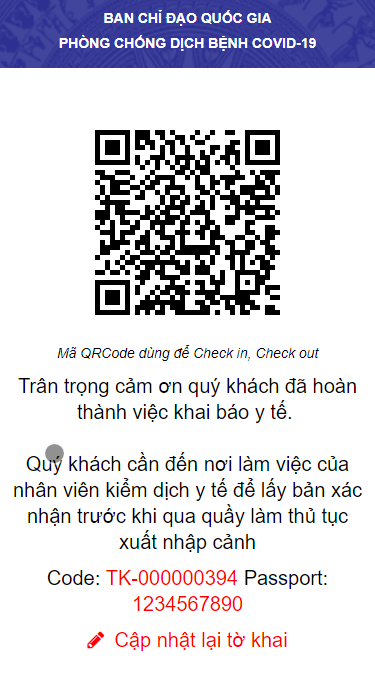 BAN CHỈ ĐẠO QUỐC GIA
PHÒNG CHỐNG DỊCH BỆNH COVID-19
Mã QRCode dùng để Check in, Check out
Trân trọng cảm ơn quý khách đã hoàn
thành việc khai báo y tế.
Quý khách cần đến nơi làm việc của
nhân viên kiểm dịch y tế để lấy bản xác
nhận trước khi qua quầy làm thủ tục
xuất nhập cảnh
Code: TK-000000394 Passport:
1234567890
Cập nhật lại tờ khai